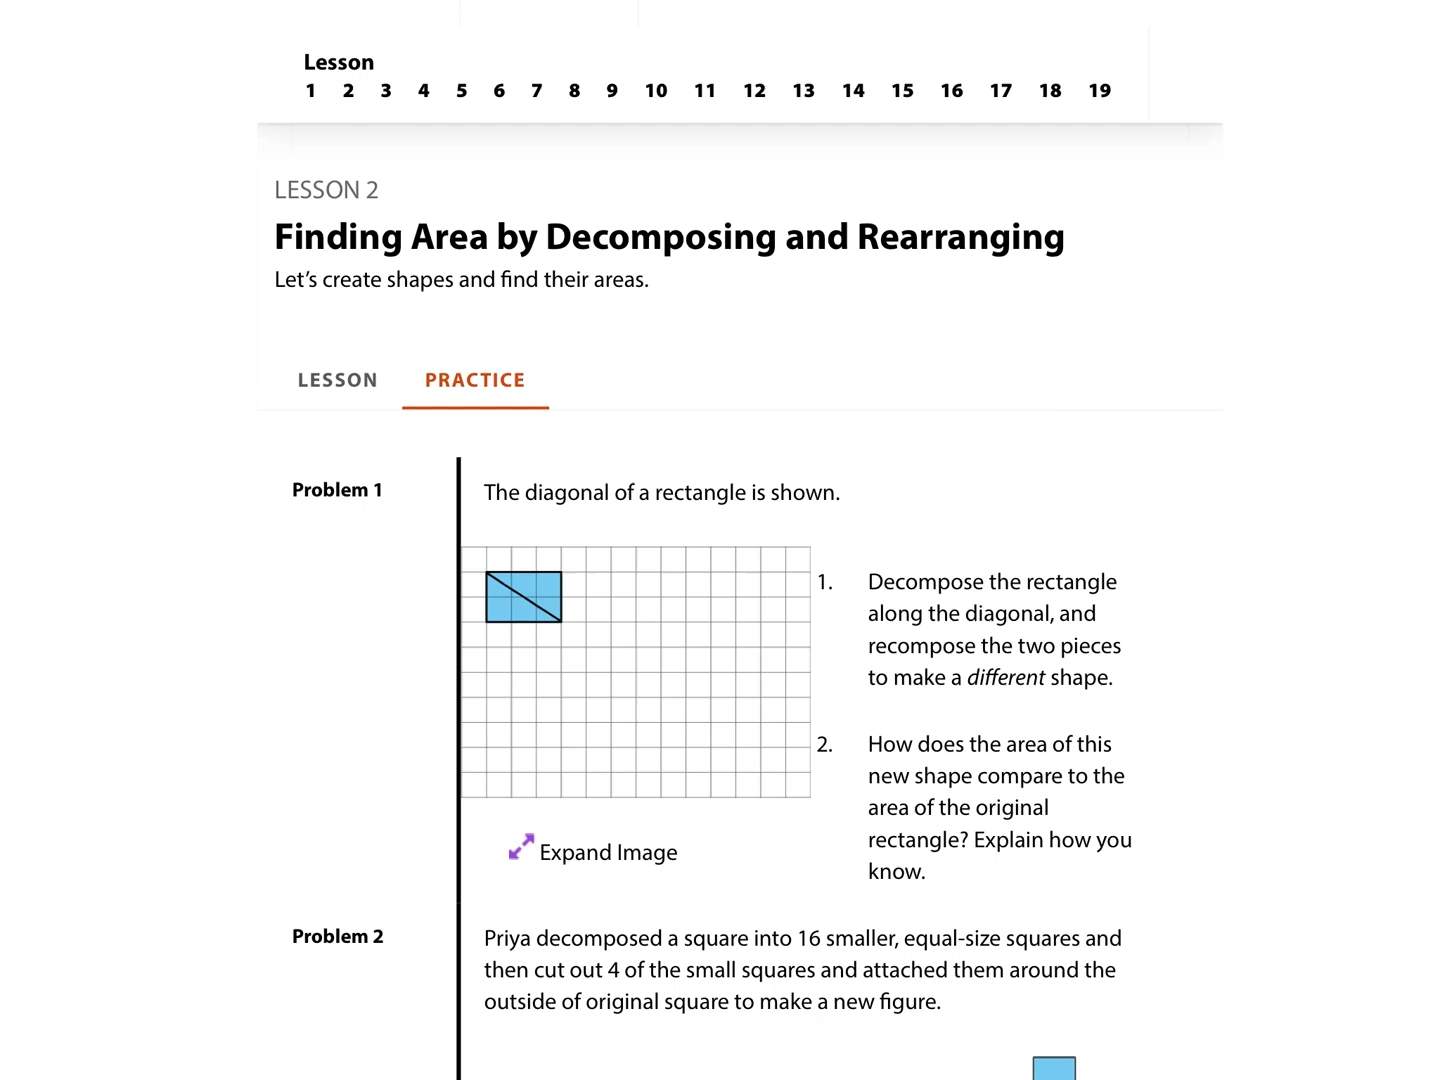 Lesson
1 2 3 4 5 6 7 8 9 10 11 12 13 14 15 16 17 18 19
LESSON 2
Finding Area by Decomposing and Rearranging
Let’s create shapes and find their areas.
LESSON PRACTICE
Problem 1
The diagonal of a rectangle is shown.
1. Decompose the rectangle
along the diagonal, and
recompose the two pieces
to make a different shape.
2. How does the area of this
new shape compare to the
area of the original
rectangle? Explain how you
know.
Expand Image
Problem 2
Priya decomposed a square into 16 smaller, equal-size squares and
then cut out 4 of the small squares and attached them around the
outside of original square to make a new figure.